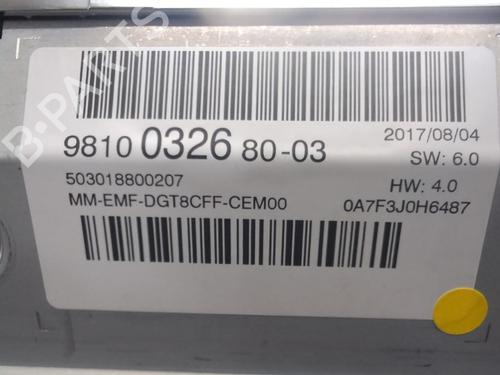 B-PARTS
9810 0326 80-03
2017/08/04
SW: 6.0
503018800207
HW: 4.0
MM-EMF-DGT8CFF-CEM00
0A7F3J0H6487